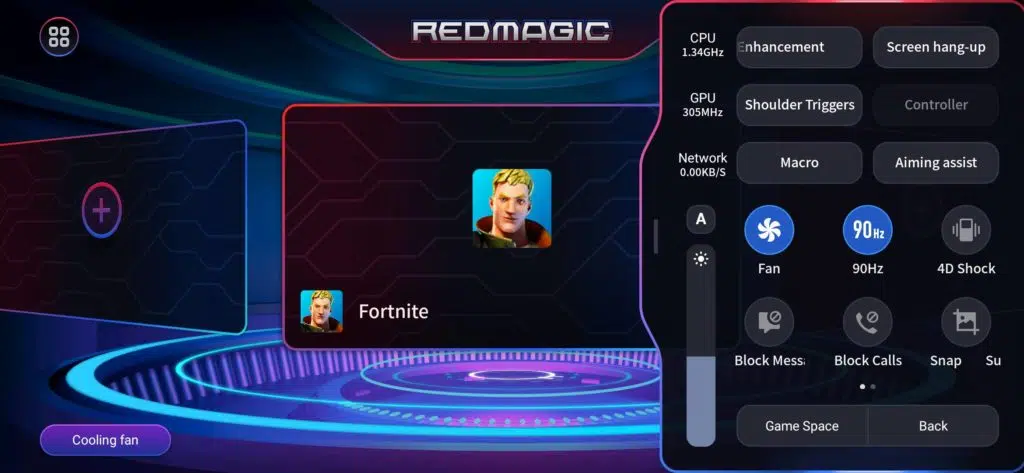 REDMAGIC
Fortnite
Cooling fan
CPU
1.34GHz
Enhancement
Screen hang-up
GPU
305MHz
Shoulder Triggers
Controller
Network
0.00KB/S
Macro
Aiming assist
A
90Hz
Fan
90Hz
4D Shock
Block Messa
Block Calls
Snap Su
Game Space
Back